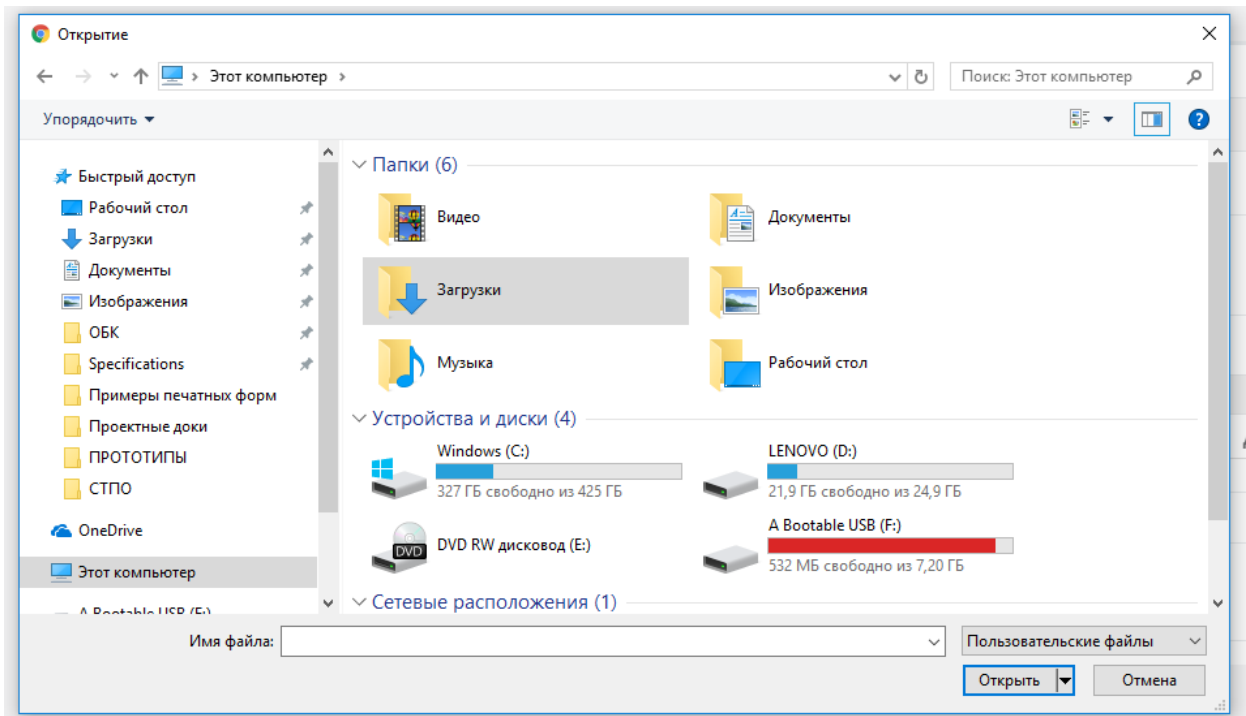 Открытие
Этот компьютер
Поиск: Этот компьютер
Упорядочить
?
Быстрый доступ
Рабочий стол
Загрузки
Документы
Изображения
ОБК
Specifications
Примеры печатных форм
Проектные доки
ПРОТОТИПЫ
СТПО
OneDrive
Этот компьютер
A Bootable USB (F:)
Папки (6)
Видео
Документы
Загрузки
Изображения
Музыка
Рабочий стол
Устройства и диски (4)
Windows (C:)
327 ГБ свободно из 425 ГБ
LENOVO (D:)
21,9 ГБ свободно из 24,9 ГБ
DVD
DVD RW дисковод (E:)
A Bootable USB (F:)
532 МБ свободно из 7,20 ГБ
Сетевые расположения (1)
Имя файла:
Пользовательские файлы
Открыть
Отмена